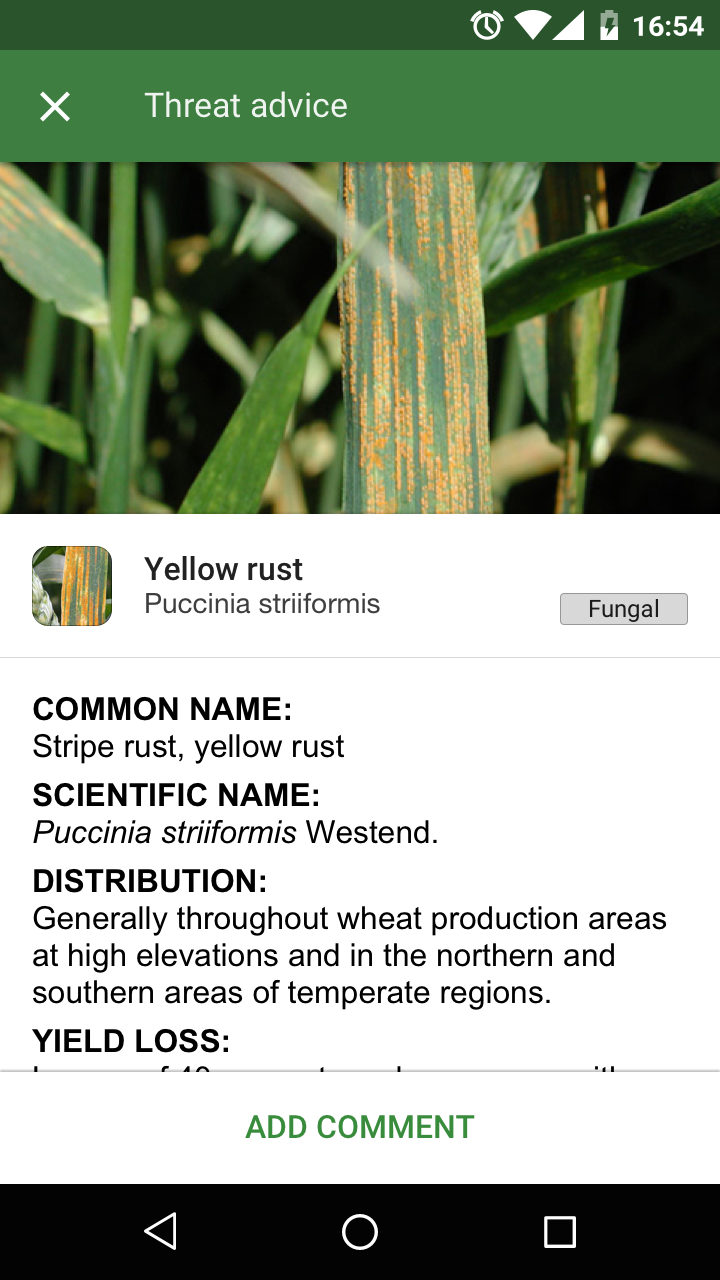 16:54
Threat advice
Yellow rust
Puccinia striiformis
Fungal
COMMON NAME:
Stripe rust, yellow rust
SCIENTIFIC NAME:
Puccinia striiformis Westend.
DISTRIBUTION:
Generally throughout wheat production areas
at high elevations and in the northern and
southern areas of temperate regions.
YIELD LOSS:
ADD COMMENT